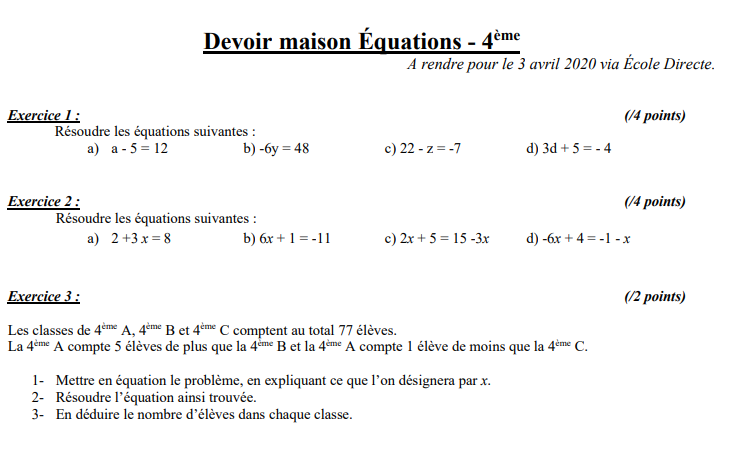 Devoir maison Équations - 4ème
A rendre pour le 3 avril 2020 via École Directe.
Exercice 1 : (/4 points)
Résoudre les équations suivantes :
a) a - 5 = 12 b) -6y = 48 c) 22 - z = -7 d) 3d + 5 = - 4
Exercice 2 : (/4 points)
Résoudre les équations suivantes :
a) 2 +3 x = 8 b) 6x + 1 = -11 c) 2x + 5 = 15 -3x d) -6x + 4 = -1 - x
Exercice 3 : (/2 points)
Les classes de 4ème A, 4ème B et 4ème C comptent au total 77 élèves.
La 4ème A compte 5 élèves de plus que la 4ème B et la 4ème A compte 1 élève de moins que la 4ème C.
1- Mettre en équation le problème, en expliquant ce que l’on désignera par x.
2- Résoudre l’équation ainsi trouvée.
3- En déduire le nombre d’élèves dans chaque classe.